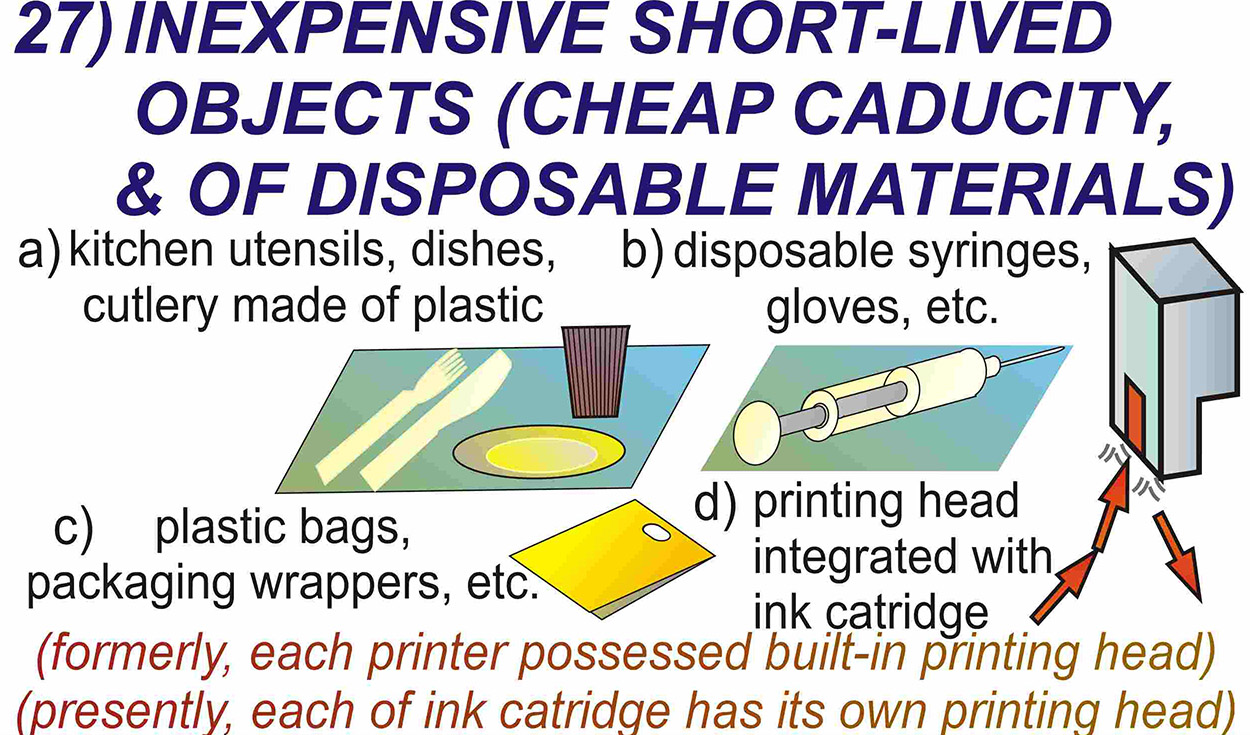 27) INEXPENSIVE SHORT-LIVED
OBJECTS (CHEAP CADUCITY,
& OF DISPOSABLE MATERIALS)
a) kitchen utensils, dishes,
cutlery made of plastic
b) disposable syringes,
gloves, etc.
c) plastic bags,
packaging wrappers, etc.
d) printing head
integrated with
ink catridge
(formerly, each printer possessed built-in printing head)
(presently, each of ink catridge has its own printing head)